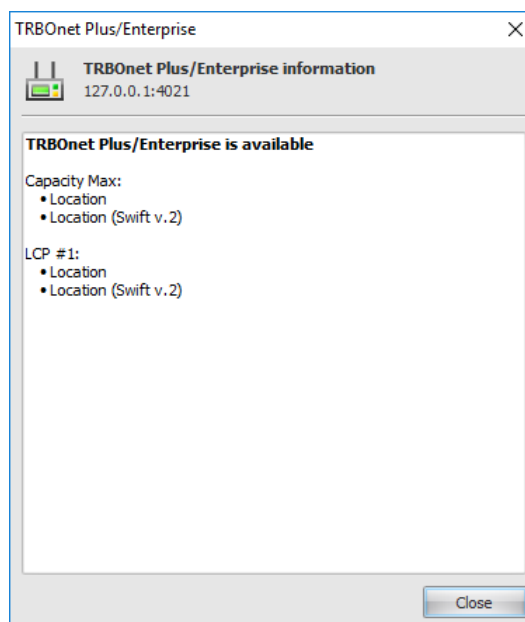 TRBOnet Plus/Enterprise
TRBOnet Plus/Enterprise information
127.0.0.1:4021
TRBOnet Plus/Enterprise is available
Capacity Max:
• Location
• Location (Swift v.2)
LCP #1:
• Location
• Location (Swift v.2)
Close